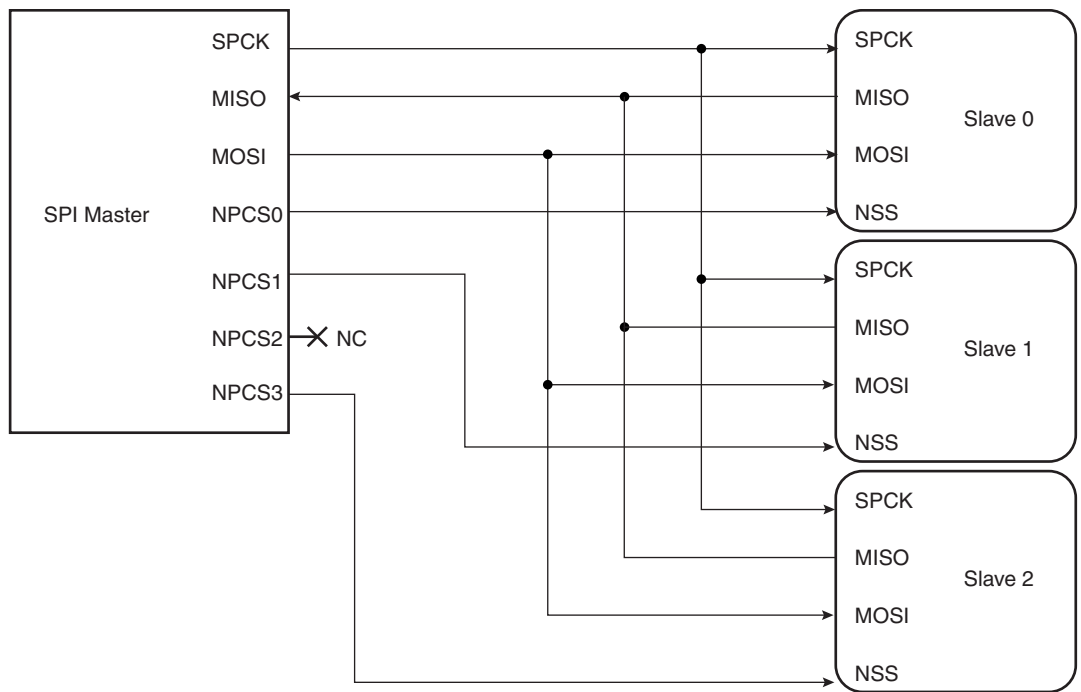 SPI Master
SPCK
MISO
MOSI
NPCS0
NPCS1
NPCS2
NC
NPCS3
SPCK
MISO
Slave 0
MOSI
NSS
SPCK
MISO
Slave 1
MOSI
NSS
SPCK
MISO
Slave 2
MOSI
NSS